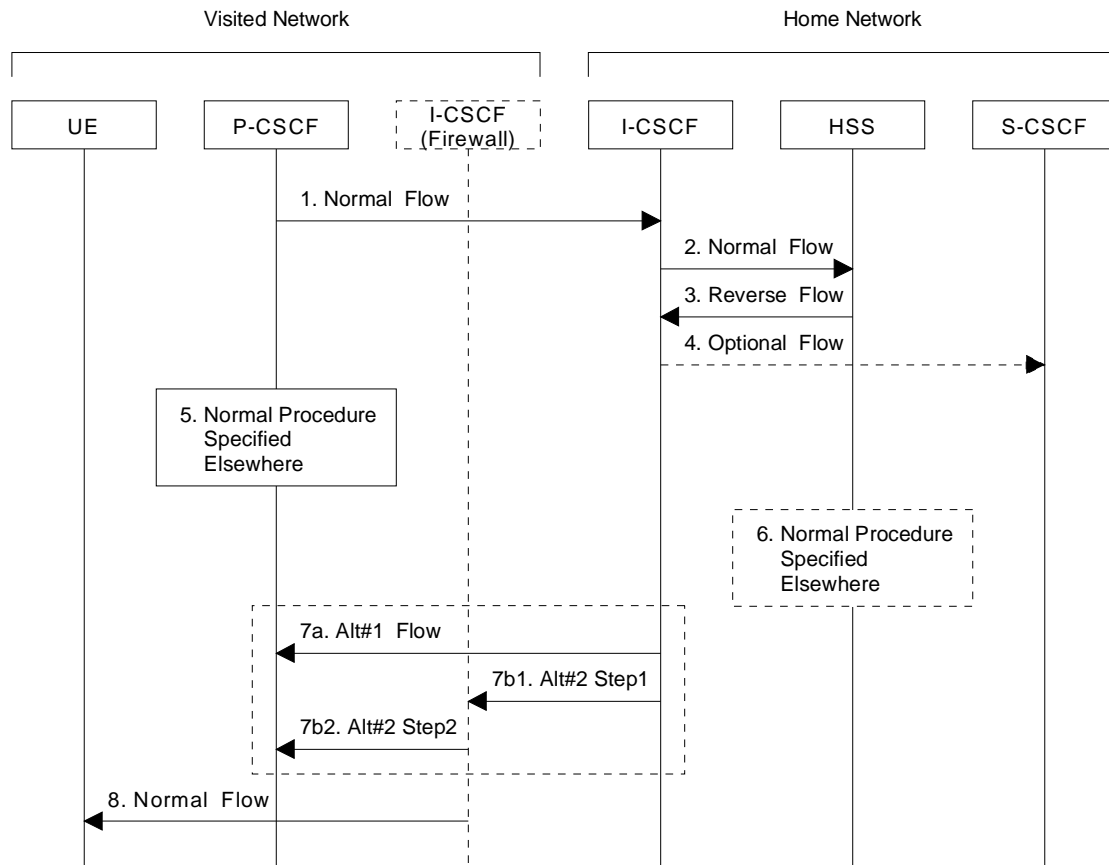 Visited Network
Home Network
UE
P-CSCF
I-CSCF
(Firewall)
I-CSCF
HSS
S-CSCF
1. Normal Flow
2. Normal Flow
3. Reverse Flow
4. Optional Flow
5. Normal Procedure
Specified
Elsewhere
6. Normal Procedure
Specified
Elsewhere
7a. Alt#1 Flow
7b1. Alt#2 Step1
7b2. Alt#2 Step2
8. Normal Flow